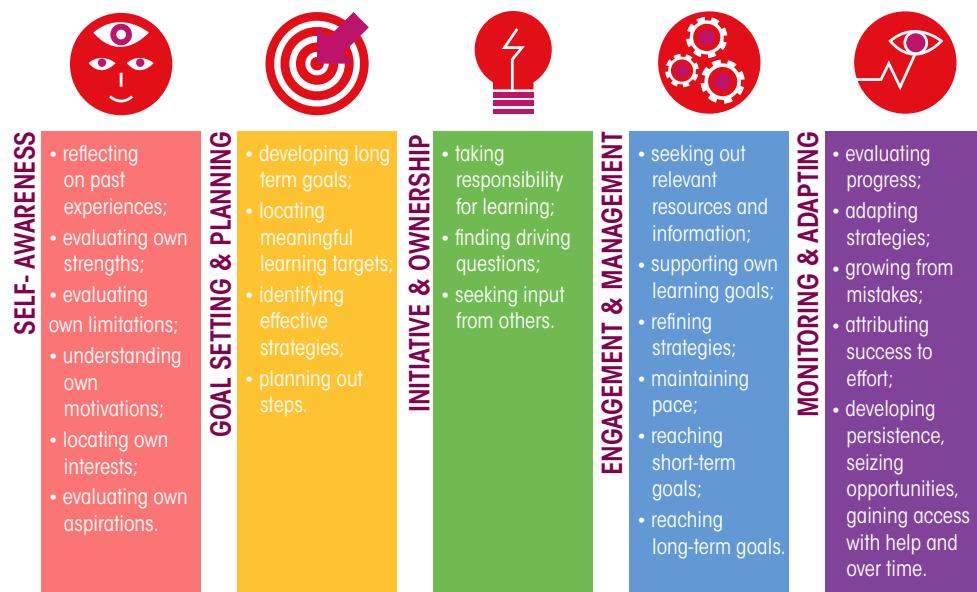 SELF- AWARENESS
• reflecting
on past
experiences;
• evaluating own
strengths;
• evaluating
own limitations;
• understanding
own
motivations;
• locating own
interests;
• evaluating own
aspirations.
GOAL SETTING & PLANNING
• developing long
term goals;
• locating
meaningful
learning targets;
• identifying
effective
strategies;
• planning out
steps.
INITIATIVE & OWNERSHIP
• taking
responsibility
for learning;
• finding driving
questions;
• seeking input
from others.
ENGAGEMENT & MANAGEMENT
• seeking out
relevant
resources and
information;
• supporting own
learning goals;
• refining
strategies;
• maintaining
pace;
• reaching
short-term
goals;
• reaching
long-term goals.
MONITORING & ADAPTING
• evaluating
progress;
• adapting
strategies;
• growing from
mistakes;
• attributing
success to
effort;
• developing
persistence,
seizing
opportunities,
gaining access
with help and
over time.